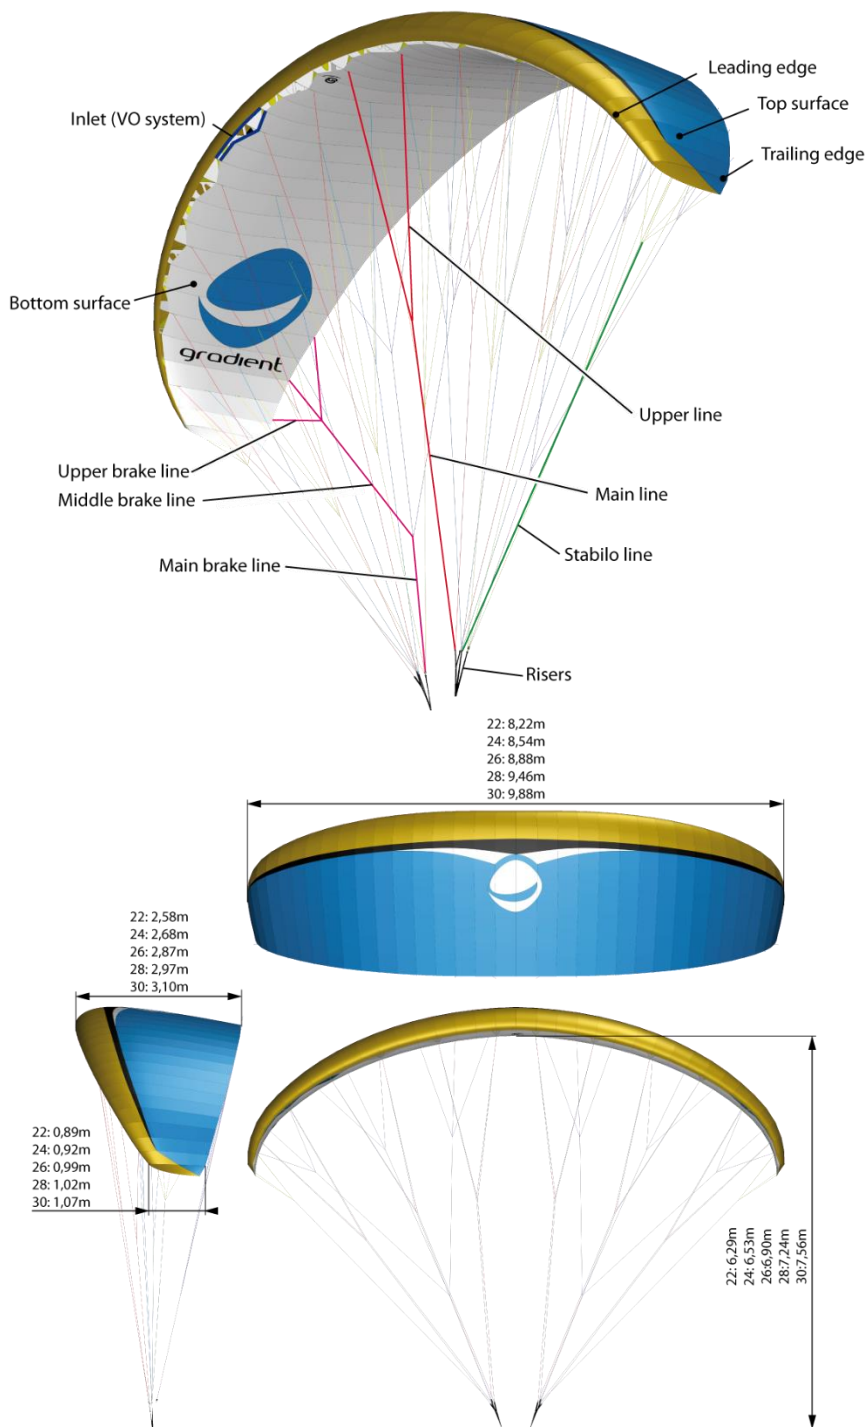 Leading edge
Top surface
Inlet (VO system)
Trailing edge
Bottom surface
gradient
Upper line
Upper brake line
Middle brake line
Main line
Stabilo line
Main brake line
Risers
22: 8,22m
24: 8,54m
26: 8,88m
28: 9,46m
30: 9,88m
22: 2,58m
24: 2,68m
26: 2,87m
28: 2,97m
30: 3,10m
22: 0,89m
24: 0,92m
26: 0,99m
28: 1,02m
30: 1,07m
22: 6,29m
24: 6,53m
26:6,90m
28:7,24m
30:7,56m